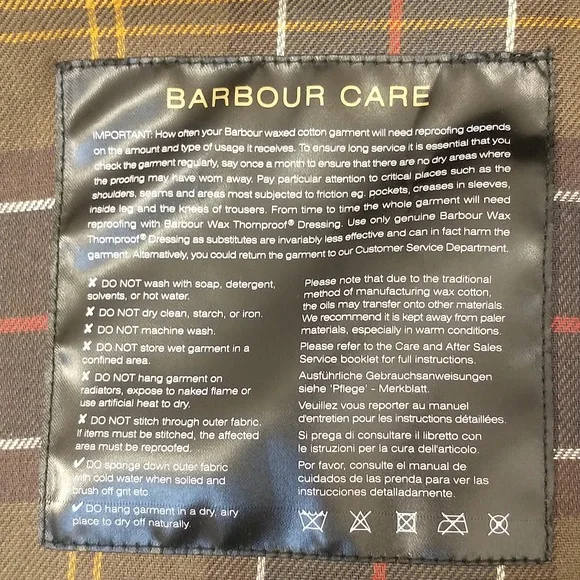 BARBOUR CARE
IMPORTANT: How often your Barbour waxed cotton garment will need reproofing depends
on the amount and type of usage it receives. To ensure long service it is essential that you
check the garment regularly, say once a month to ensure that there are no dry areas where
the proofing may have worn away. Pay particular attention to critical places such as the
shoulders, seams and areas most subjected to friction eg. pockets, creases in sleeves,
inside leg and the knees of trousers. From time to time the whole garment will need
reproofing with Barbour Wax Thornproof® Dressing. Use only genuine Barbour Wax
Thornproof® Dressing as substitutes are invariably less effective and can in fact harm the
garment. Alternatively, you could return the garment to our Customer Service Department.
✘ DO NOT wash with soap, detergent,
solvents, or hot water.
✘ DO NOT dry clean, starch, or iron.
✘ DO NOT machine wash.
✘ DO NOT store wet garment in a
confined area.
✘ DO NOT hang garment on
radiators, expose to naked flame or
use artificial heat to dry.
✘ DO NOT stitch through outer fabric.
If items must be stitched, the affected
area must be reproofed.
✔ DO sponge down outer fabric
with cold water when soiled and
brush off grit etc.
✔ DO hang garment in a dry, airy
place to dry off naturally.
Please note that due to the traditional
method of manufacturing wax cotton,
the oils may transfer onto other materials.
We recommend it is kept away from paler
materials, especially in warm conditions.
Please refer to the Care and After Sales
Service booklet for full instructions.
Ausführliche Gebrauchsanweisungen
siehe 'Pflege' - Merkblatt.
Veuillez vous reporter au manuel
d'entretien pour les instructions détaillées.
Si prega di consultare il libretto con
le istruzioni per la cura dell'articolo.
Por favor, consulte el manual de
cuidados de las prenda para ver las
instrucciones detalladamente.